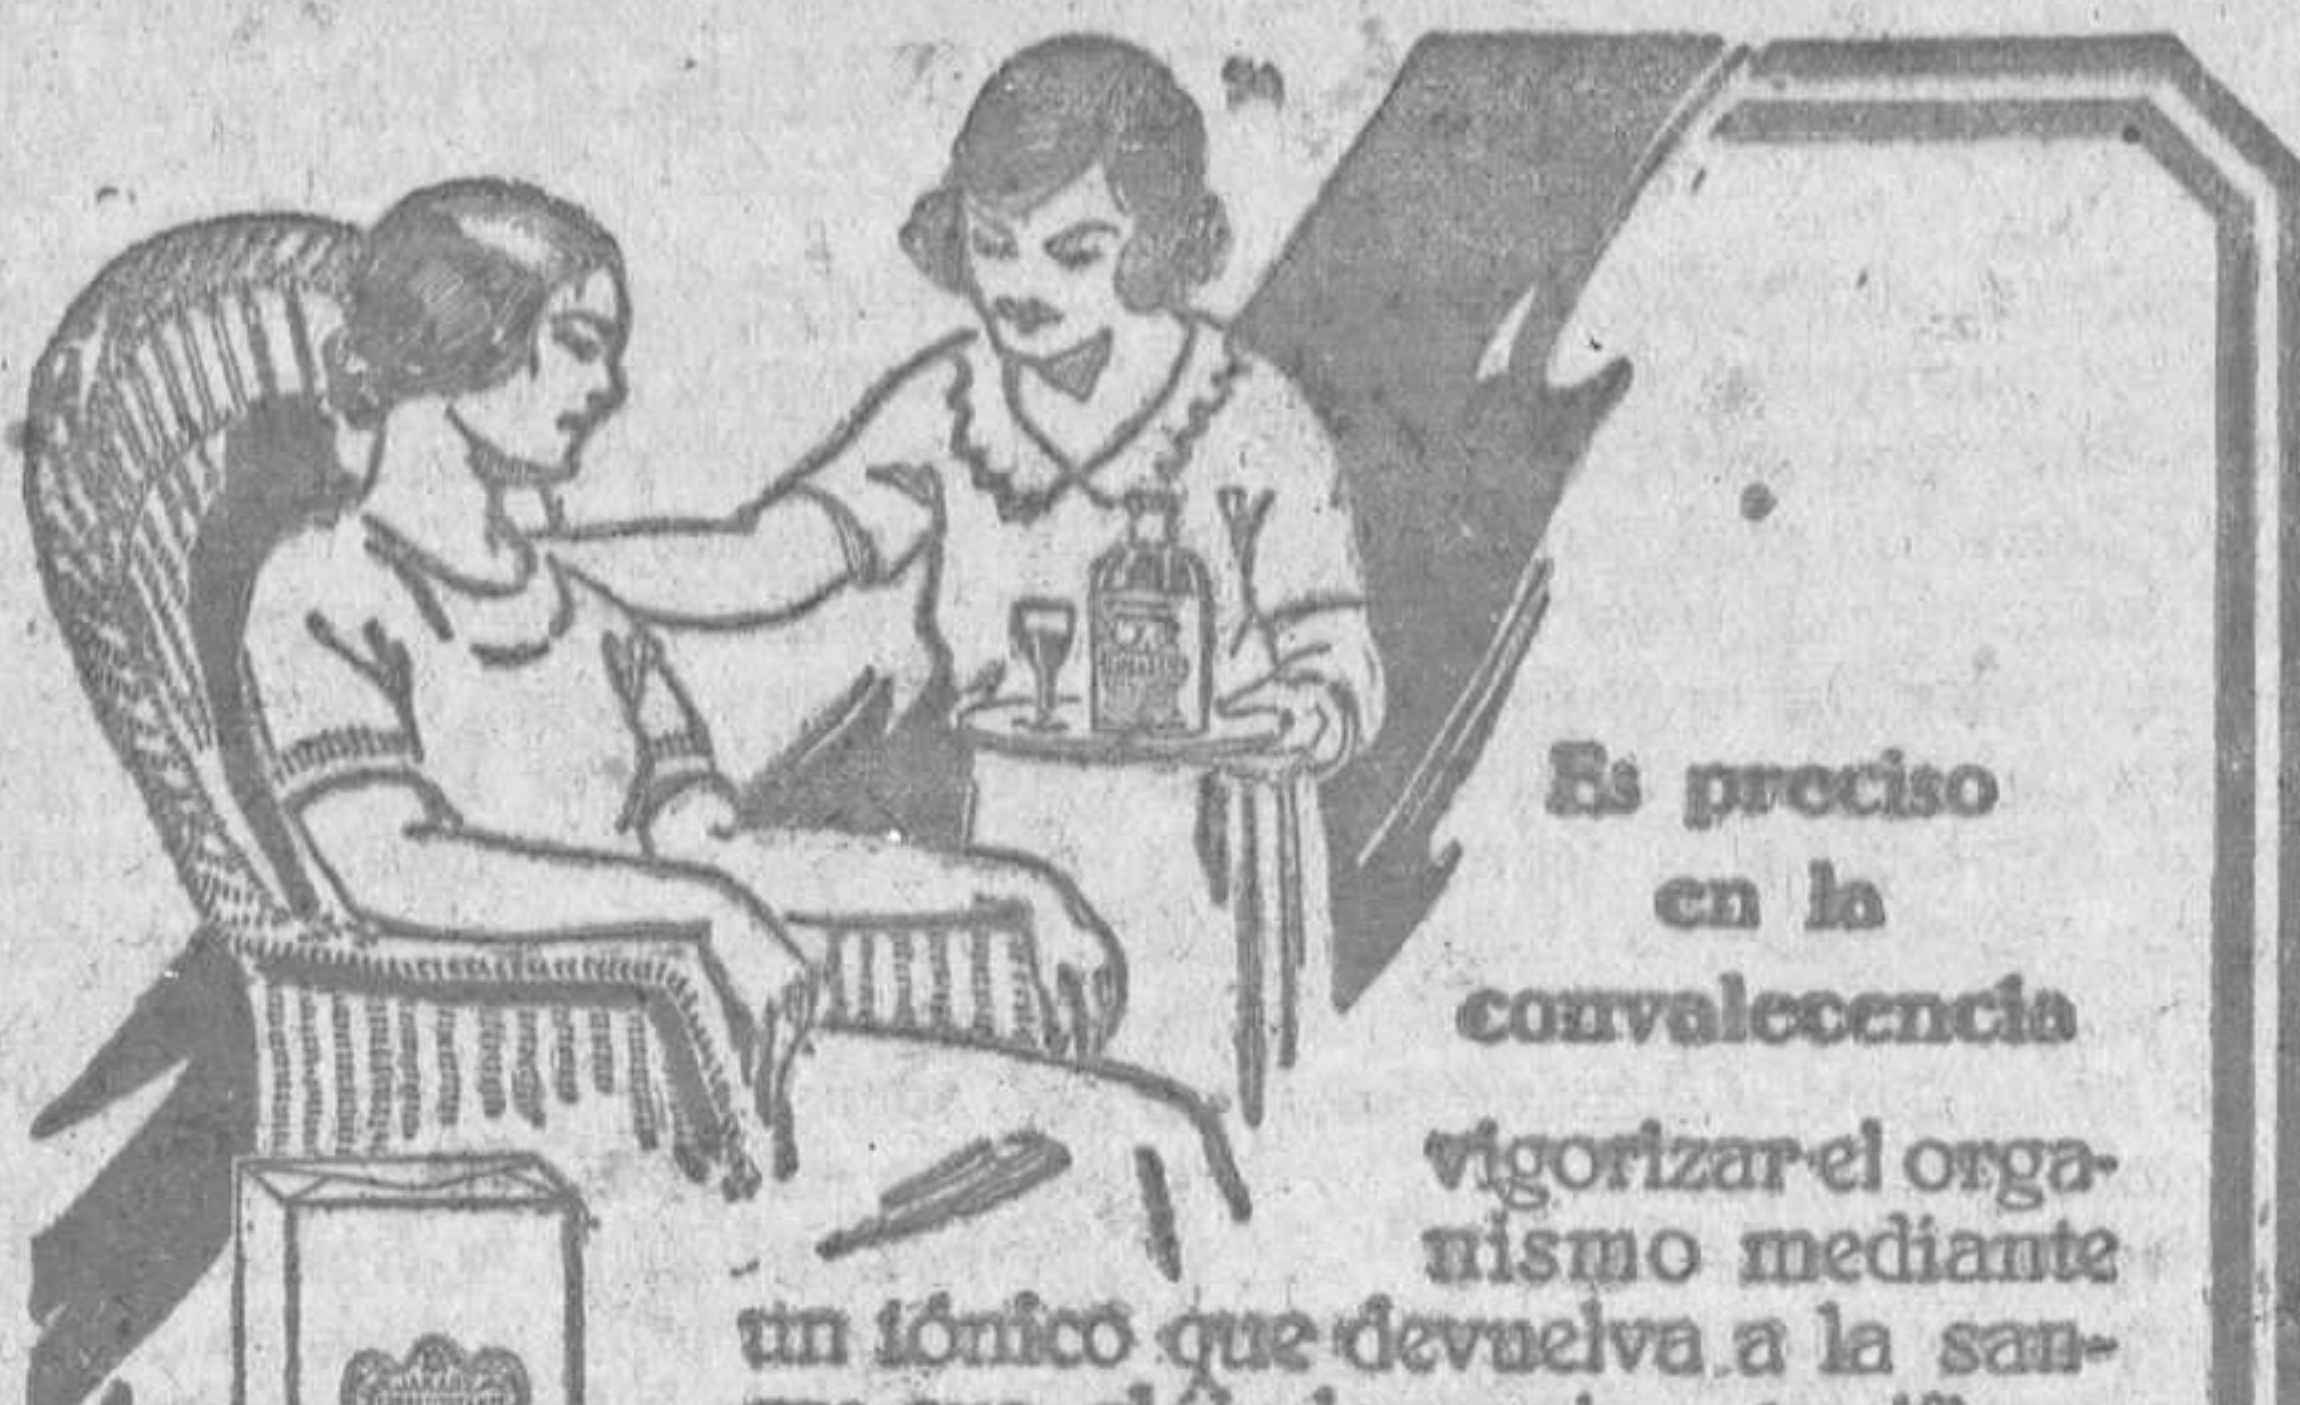 Es preciso
en la
convalecencia
vigorizar el orga-
nismo mediante
un tónico que devuelva a la san-